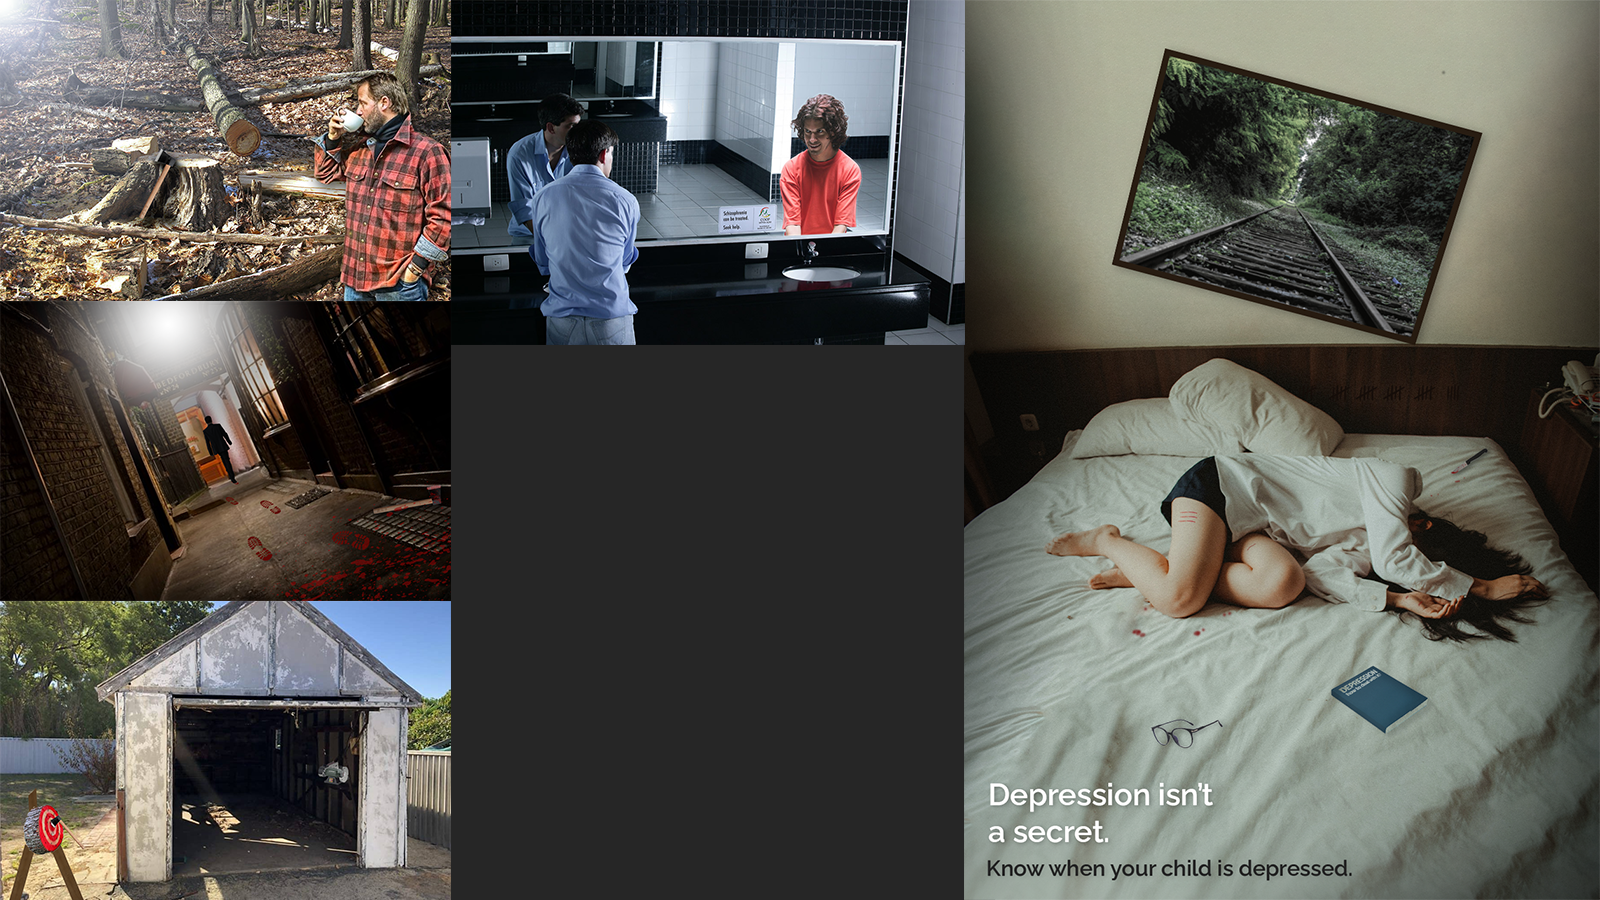 Schizophrenia
can be treated.
Seek help.
DEPRESSION
Depression isn't
a secret.
Know when your child is depressed.